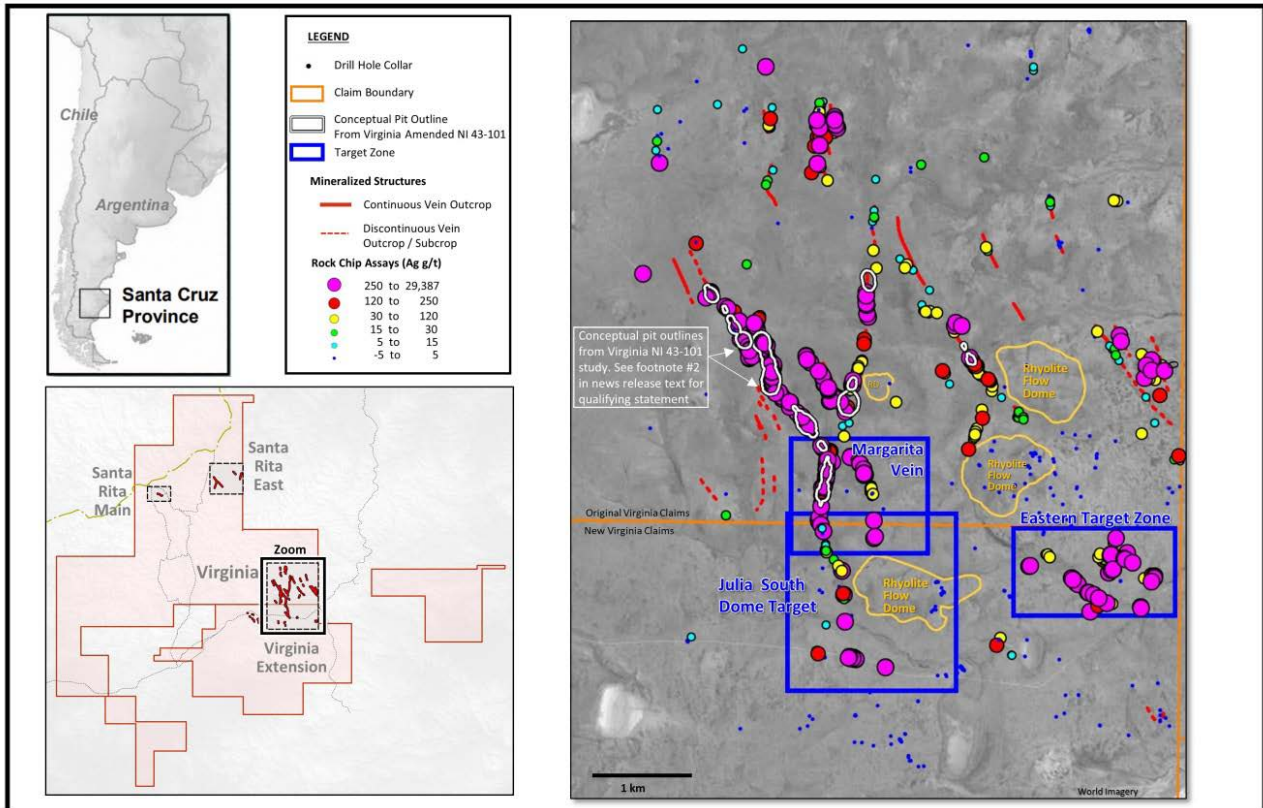 Chile
Argentina
Santa Cruz
Province
LEGEND
Drill Hole Collar
Claim Boundary
Conceptual Pit Outline
From Virginia Amended NI 43-101
Target Zone
Mineralized Structures
Continuous Vein Outcrop
Discontinuous Vein
Outcrop / Subcrop
Rock Chip Assays (Ag g/t)
250 to 29,387
120 to 250
30 to 120
15 to 30
5 to 15
-5 to 5
Santa
Rita
East
Santa
Rita
Main
Zoom
Virginia
Virginia
Extension
Conceptual pit outlines
from Virginia NI 43-101
study. See footnote #2
in news release text for
qualifying statement
Rhyolite
Flow
Dome
Margarita
Vein
Rhyolite
Flow
Dome
Original Virginia Claims
New Virginia Claims
Eastern Target Zone
Julia South
Dome Target
Rhyolite
Flow
Dome
1 km
World Imagery